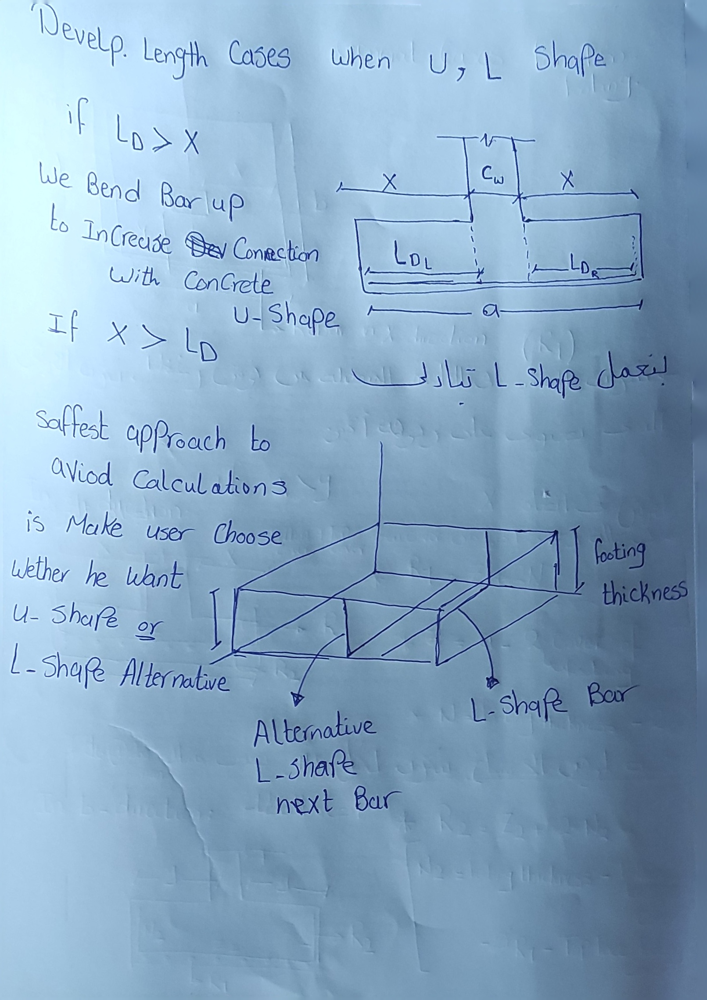 Develp. Length Cases when U, L Shape
if LD > X
We Bend Bar up
to InCrease Connection
With ConCrete
U-Shape
X
Cw
X
LDL
LDR
a
If X > LD
بنعمل L-Shape تبادلي
Saffest approach to
aviod Calculations
is Make user Choose
Wether he Want
U-Shape or
L-Shape Alternative
footing
thickness
L-Shape Bar
Alternative
L-shape
next Bar